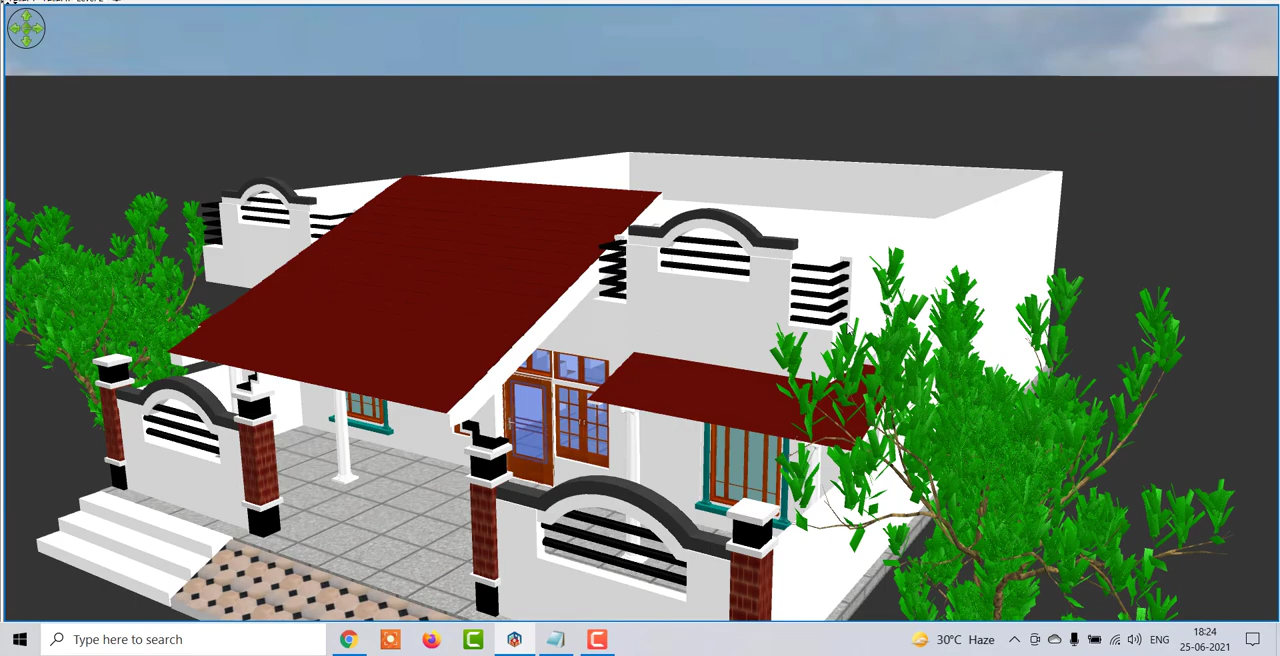 Type here to search
30°C Haze
ENG
18:24
25-06-2021